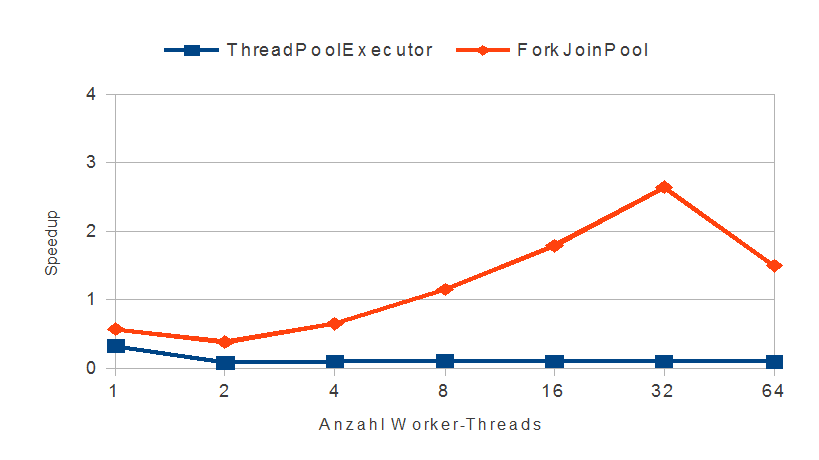 ThreadPoolExecutor ForkJoinPool
4
3
2
1
0
Speedup
1 2 4 8 16 32 64
Anzahl Worker-Threads